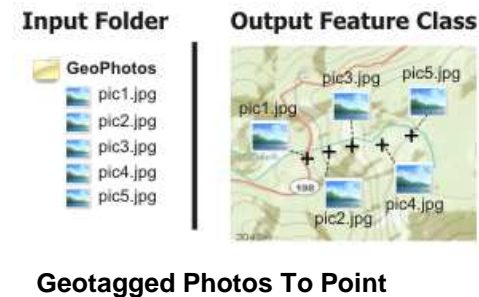 Input Folder
Output Feature Class
GeoPhotos
pic1.jpg
pic2.jpg
pic3.jpg
pic4.jpg
pic5.jpg
pic3.jpg
pic5.jpg
pic1.jpg
198
pic4.jpg
pic2.jpg
Geotagged Photos To Point